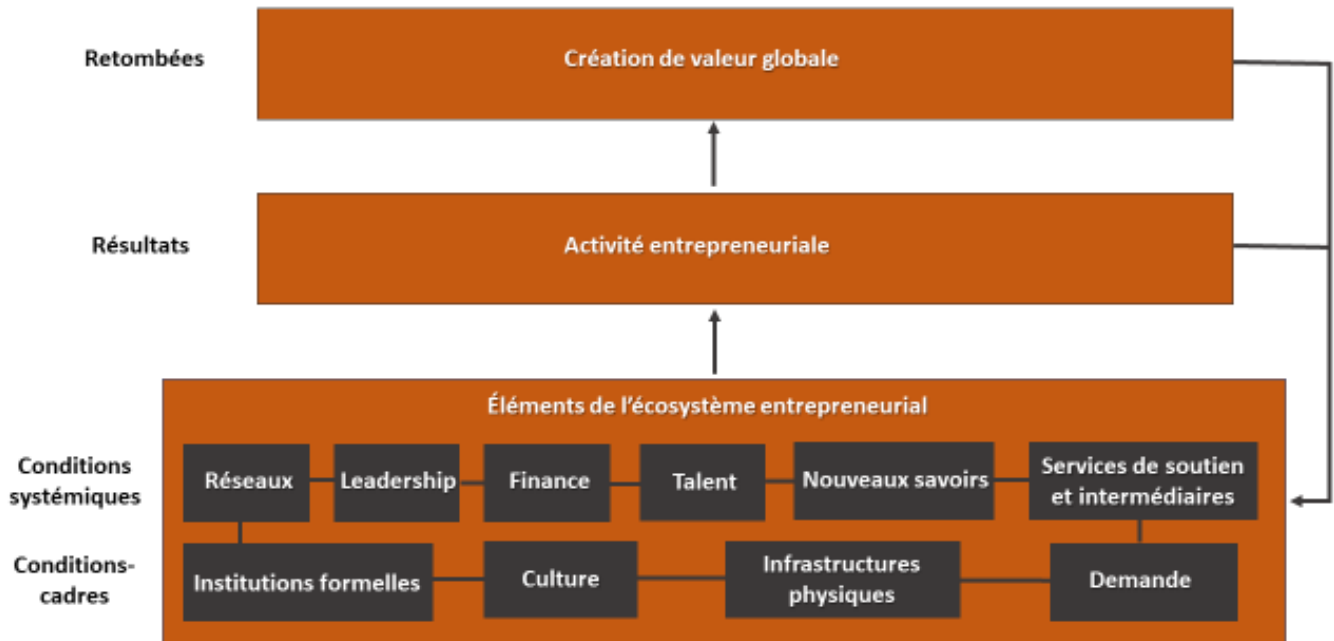 Retombées
Création de valeur globale
Résultats
Activité entrepreneuriale
Éléments de l'écosystème entrepreneurial
Conditions
systémiques
Réseaux
Leadership
Finance
Talent
Nouveaux savoirs
Services de soutien
et intermédiaires
Conditions-
cadres
Institutions formelles
Culture
Infrastructures
physiques
Demande